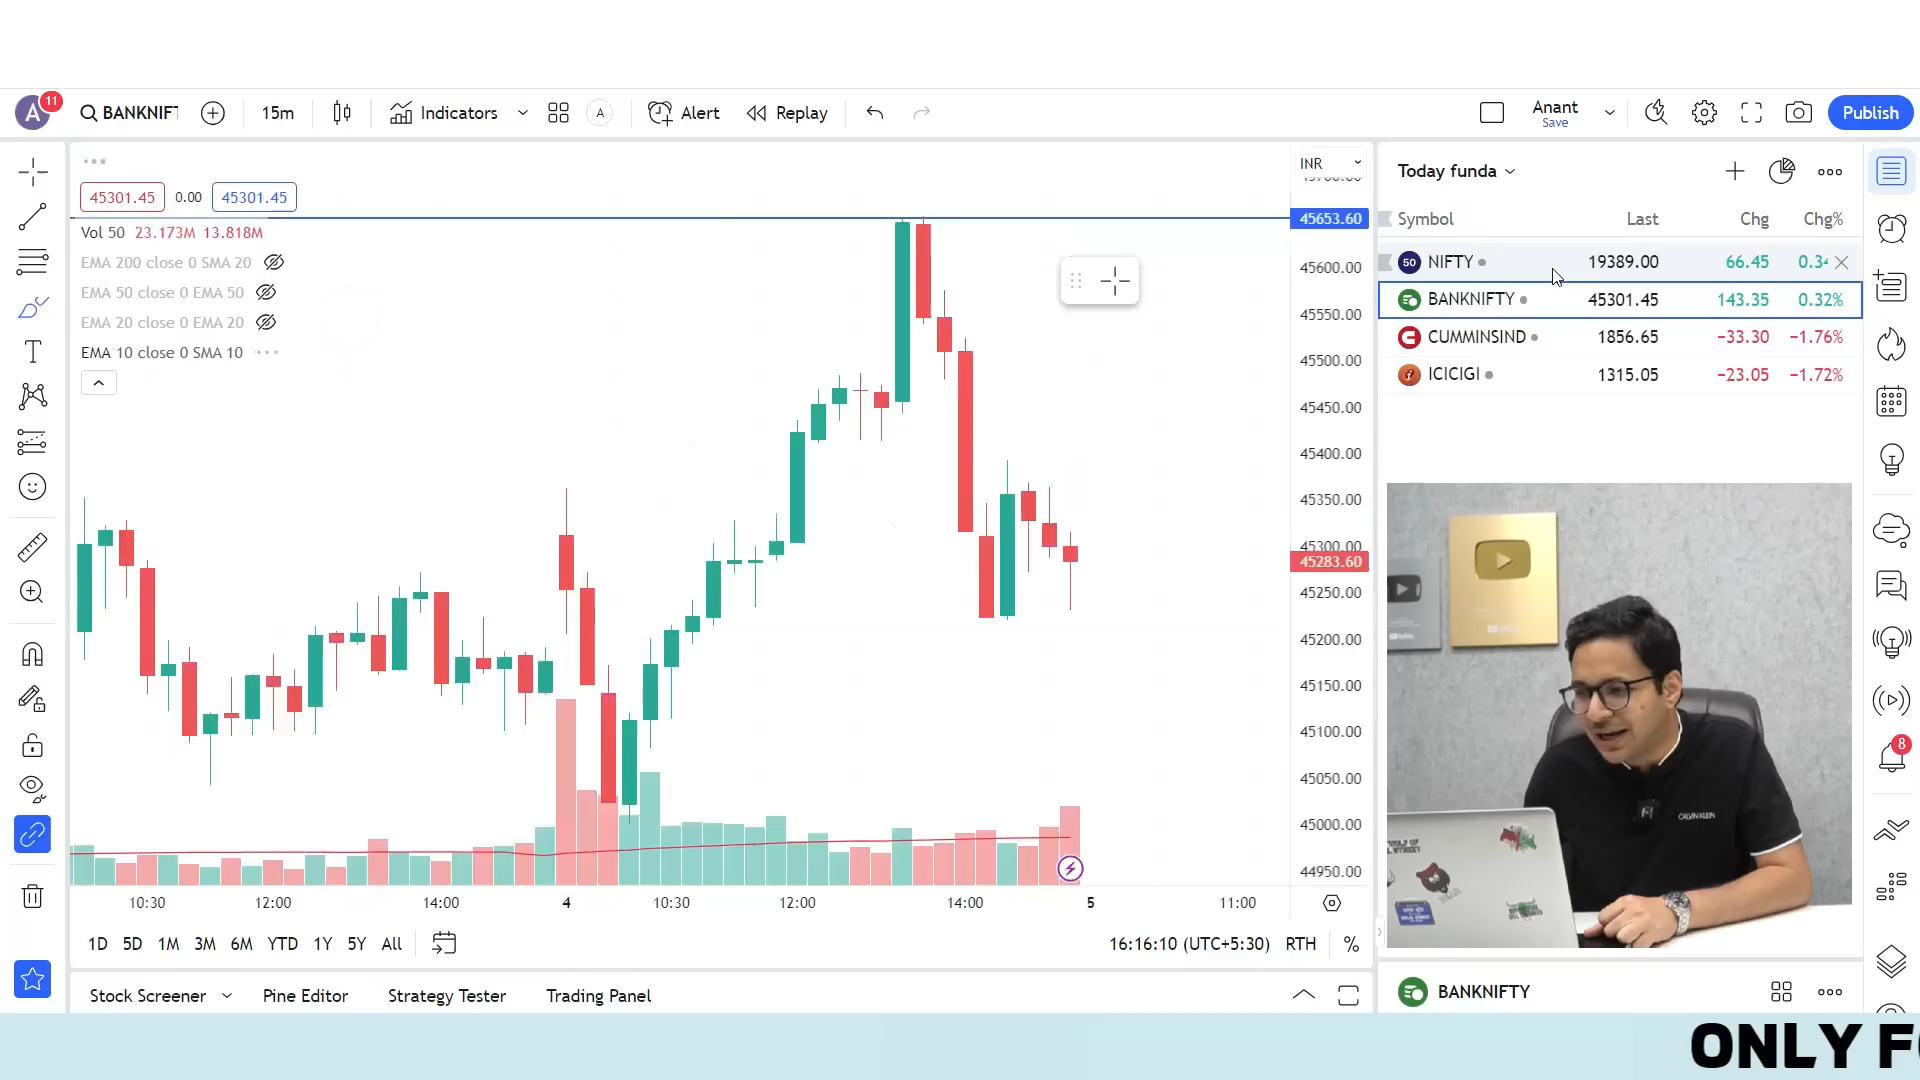 A
11
BANKNIFT
15m
Indicators
A
Alert
Replay
Anant
Save
Publish
45301.45
0.00
45301.45
Vol 50 23.173M 13.818M
EMA 200 close 0 SMA 20
EMA 50 close 0 EMA 50
EMA 20 close 0 EMA 20
EMA 10 close 0 SMA 10
INR
45653.60
45600.00
45550.00
45500.00
45450.00
45400.00
45350.00
45300.00
45283.60
45250.00
45200.00
45150.00
45100.00
45050.00
45000.00
44950.00
10:30 12:00 14:00 4 10:30 12:00 14:00 5 11:00
1D 5D 1M 3M 6M YTD 1Y 5Y All
16:16:10 (UTC+5:30) RTH %
Stock Screener Pine Editor Strategy Tester Trading Panel
Today funda
Symbol Last Chg Chg%
50 NIFTY 19389.00 66.45 0.34
BANKNIFTY 45301.45 143.35 0.32%
CUMMINSIND 1856.65 −33.30 −1.76%
ICICIGI 1315.05 −23.05 −1.72%
CALVIN KLEIN
8
BANKNIFTY
ONLY F